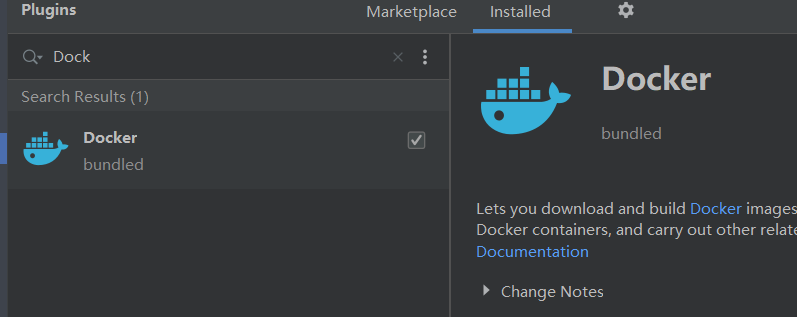 Plugins
Marketplace
Installed
Dock
Search Results (1)
Docker
bundled
Docker
bundled
Lets you download and build Docker images
Docker containers, and carry out other relate
Documentation
Change Notes